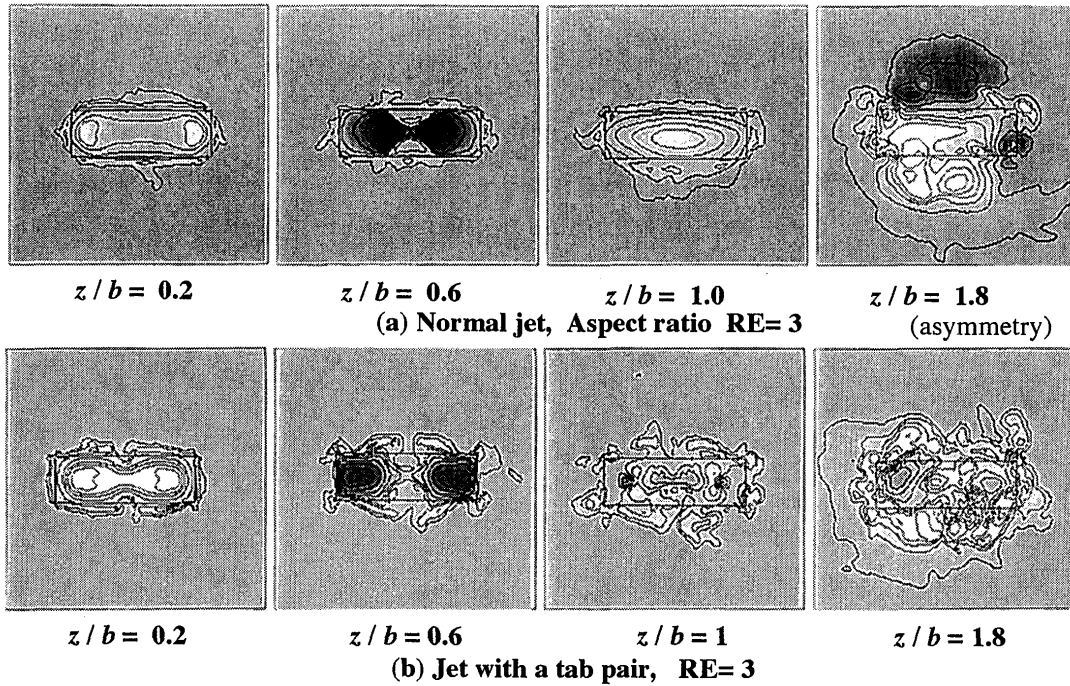 z / b = 0.2 z / b = 0.6 z / b = 1.0 z / b = 1.8
(a) Normal jet, Aspect ratio RE= 3 (asymmetry)
z / b = 0.2 z / b = 0.6 z / b = 1 z / b = 1.8
(b) Jet with a tab pair, RE= 3